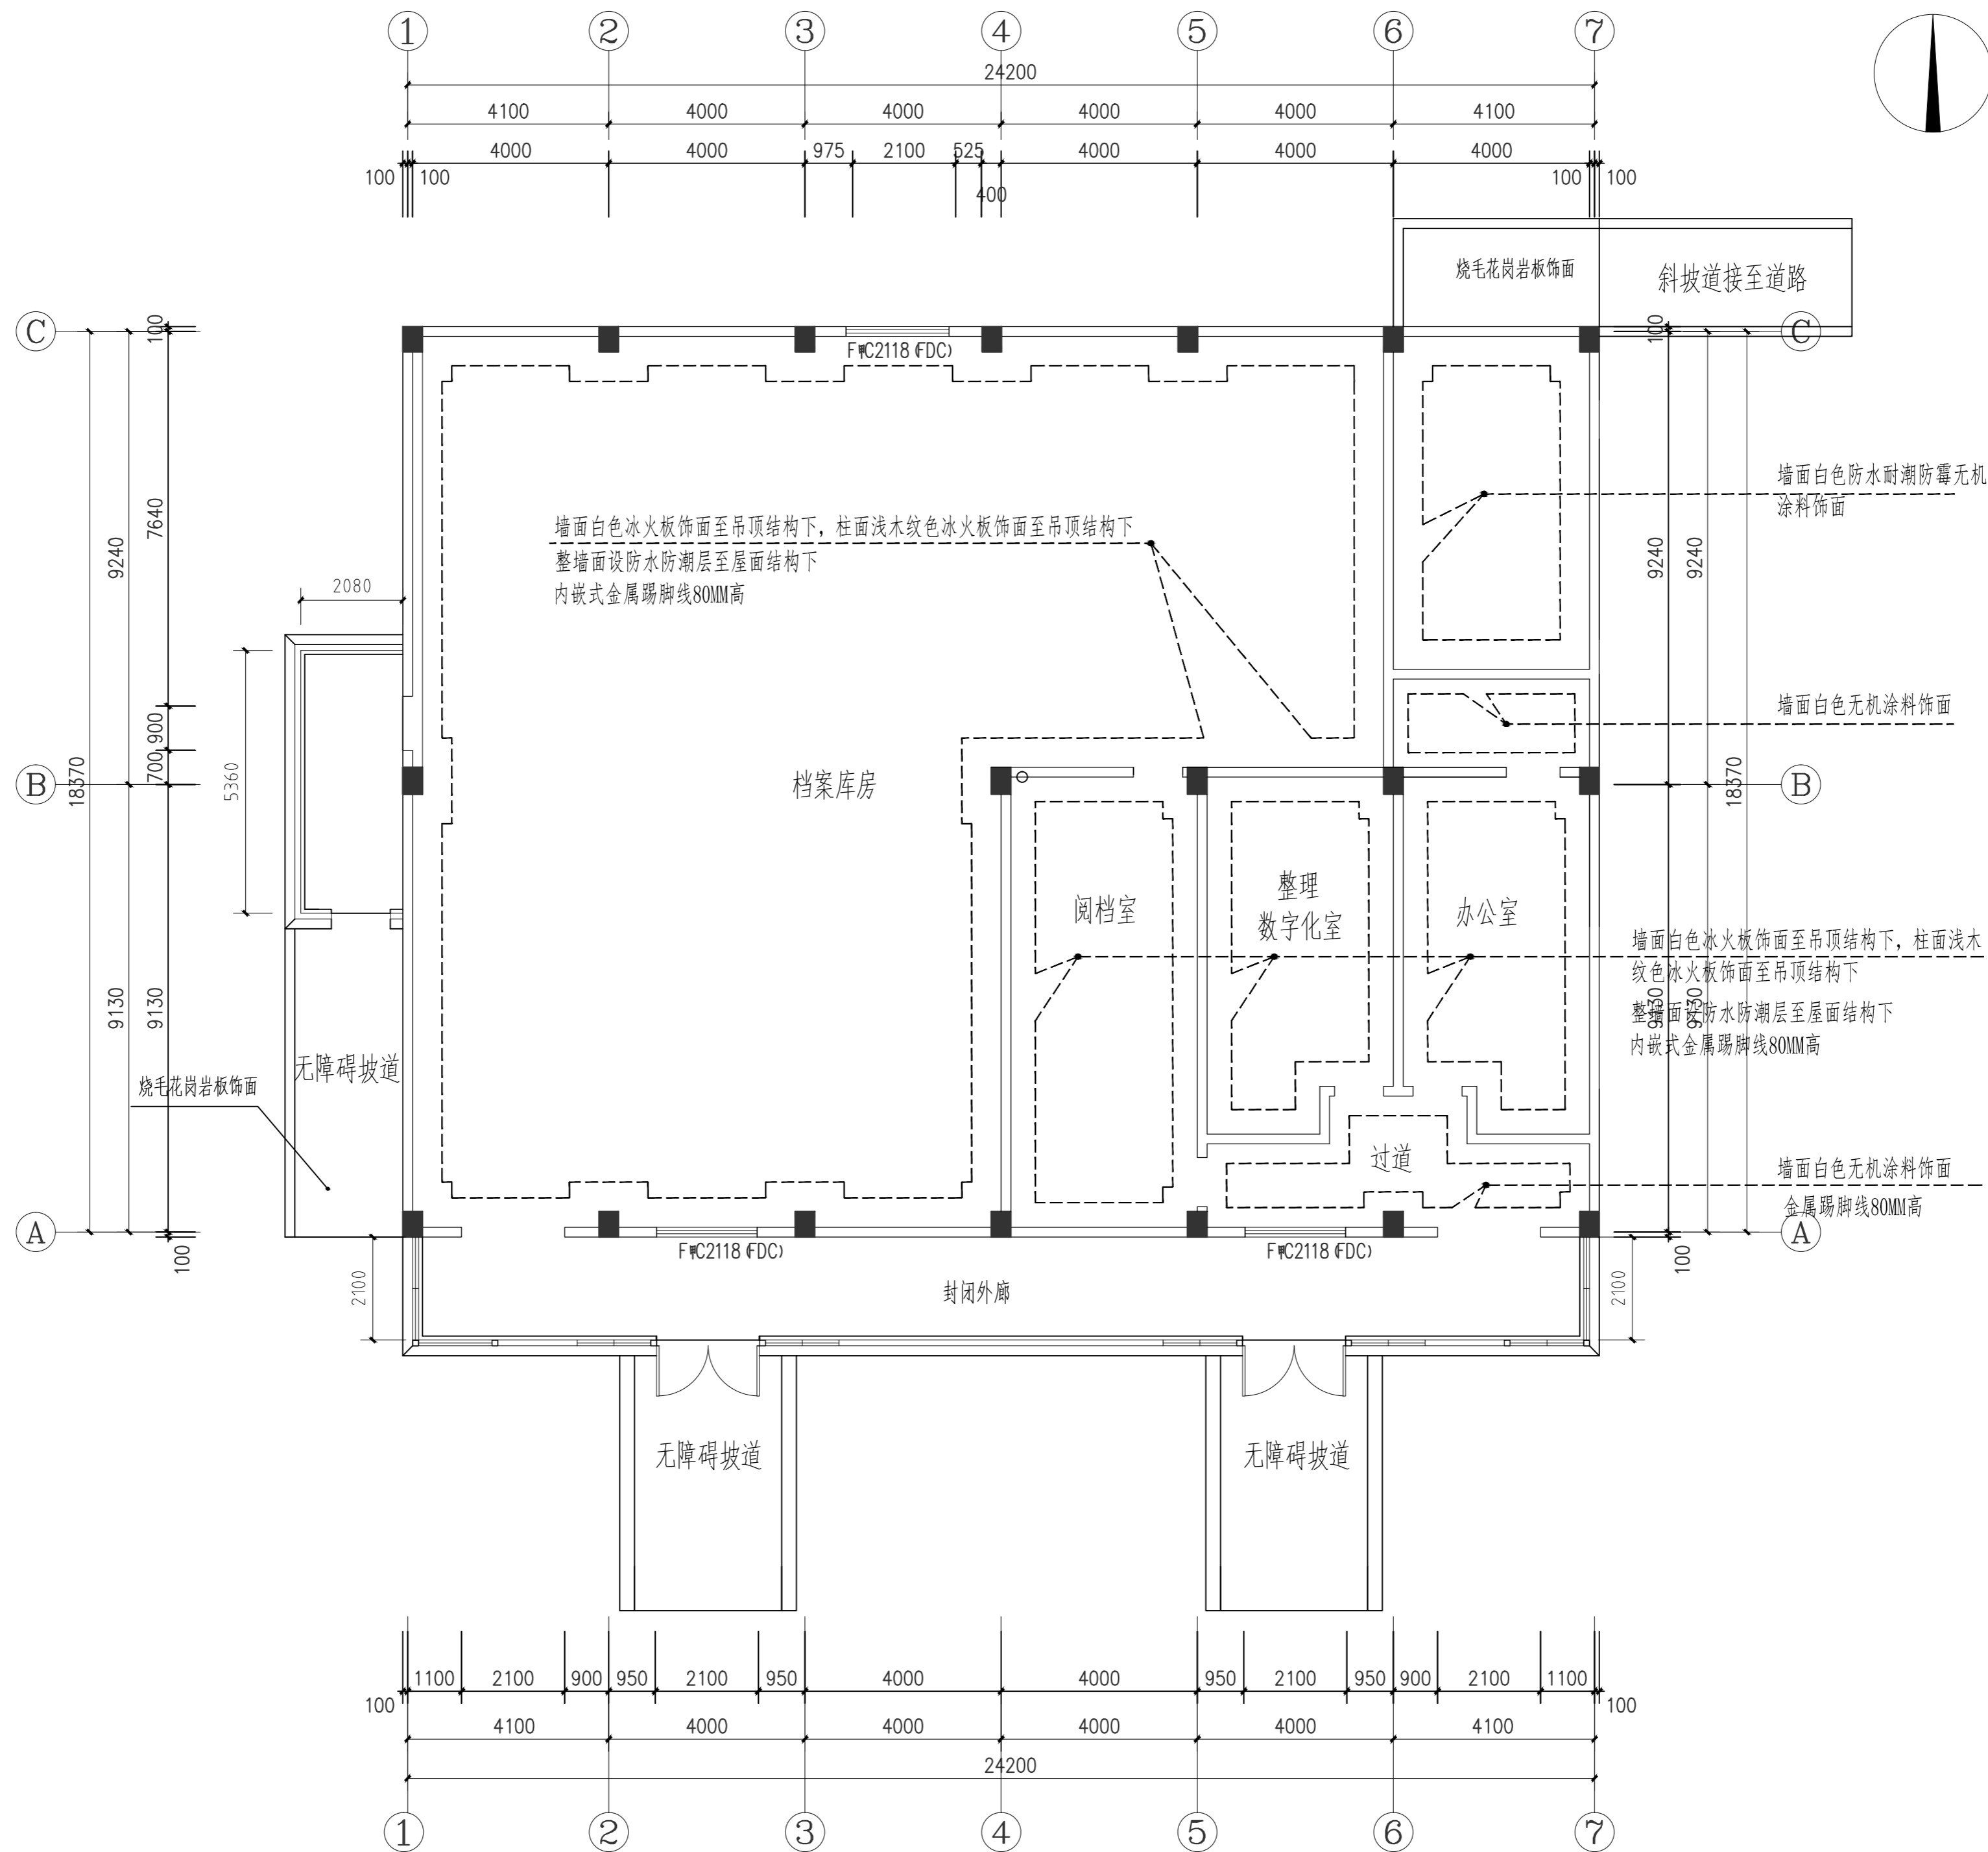 1 2 3 4 5 6 7
24200
4100 4000 4000 4000 4000 4100
4000 4000 975 2100 525 4000 4000 4000
100 100 400 100 100
烧毛花岗岩板饰面
斜坡道接至道路
C
100
100
C
F甲C2118(FDC)
墙面白色防水耐潮防霉无机
涂料饰面
7640
9240
9240
9240
墙面白色冰火板饰面至吊顶结构下，柱面浅木纹色冰火板饰面至吊顶结构下
整墙面设防水防潮层至屋面结构下
内嵌式金属踢脚线80MM高
2080
墙面白色无机涂料饰面
900
700
18370
5360
B
档案库房
18370
B
阅档室
整理
数字化室
办公室
墙面白色冰火板饰面至吊顶结构下，柱面浅木
纹色冰火板饰面至吊顶结构下
整墙面设防水防潮层至屋面结构下
内嵌式金属踢脚线80MM高
9130
9130
9130
9130
无障碍坡道
烧毛花岗岩板饰面
过道
墙面白色无机涂料饰面
金属踢脚线80MM高
A
A
100
100
F甲C2118(FDC)
F甲C2118(FDC)
2100
封闭外廊
2100
无障碍坡道
无障碍坡道
1100 2100 900 950 2100 950 4000 4000 950 2100 950 900 2100 1100
100 100
4100 4000 4000 4000 4000 4100
24200
1 2 3 4 5 6 7